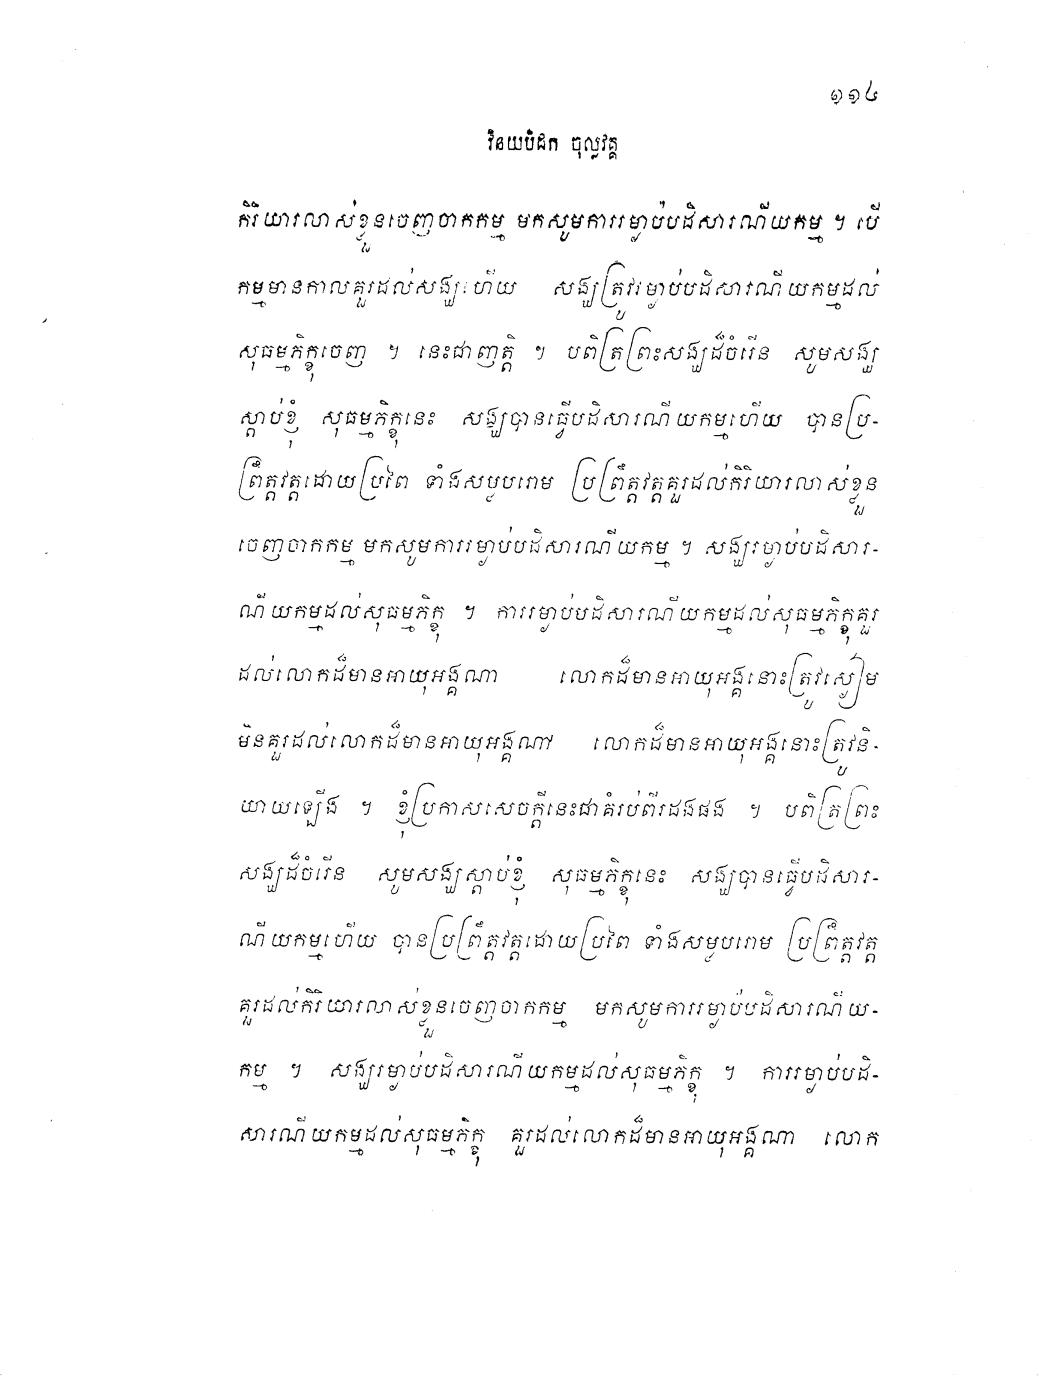 ១១៤
វិនយបិដក ចុល្លវគ្គ
កិរិយារលាស់ខ្លួនចេញចាកកម្ម មកសូមការរម្ងាប់បដិសារណីយកម្ម ។ បើ
កម្មមានកាលគួរដល់សង្ឃហើយ សង្ឃត្រូវរម្ងាប់បដិសារណីយកម្មដល់
សុធម្មភិក្ខុចេញ ។ នេះជាញត្តិ ។ បពិត្រព្រះសង្ឃដ៏ចំរើន សូមសង្ឃ
ស្តាប់ខ្ញុំ សុធម្មភិក្ខុនេះ សង្ឃបានធ្វើបដិសារណីយកម្មហើយ បានប្រ-
ព្រឹត្តវត្តដោយប្រពៃ ទាំងសម្ងបរោម ប្រព្រឹត្តវត្តគួរដល់កិរិយារលាស់ខ្លួន
ចេញចាកកម្ម មកសូមការរម្ងាប់បដិសារណីយកម្ម ។ សង្ឃរម្ងាប់បដិសារ-
ណីយកម្មដល់សុធម្មភិក្ខុ ។ ការរម្ងាប់បដិសារណីយកម្មដល់សុធម្មភិក្ខុគួរ
ដល់លោកដ៏មានអាយុអង្គណា លោកដ៏មានអាយុអង្គនោះត្រូវស្ងៀម
មិនគួរដល់លោកដ៏មានអាយុអង្គណា លោកដ៏មានអាយុអង្គនោះត្រូវនិ-
យាយឡើង ។ ខ្ញុំប្រកាសសេចក្តីនេះជាគំរប់ពីរដងផង ។ បពិត្រព្រះ
សង្ឃដ៏ចំរើន សូមសង្ឃស្តាប់ខ្ញុំ សុធម្មភិក្ខុនេះ សង្ឃបានធ្វើបដិសារ-
ណីយកម្មហើយ បានប្រព្រឹត្តវត្តដោយប្រពៃ ទាំងសម្ងបរោម ប្រព្រឹត្តវត្ត
គួរដល់កិរិយារលាស់ខ្លួនចេញចាកកម្ម មកសូមការរម្ងាប់បដិសារណីយ-
កម្ម ។ សង្ឃរម្ងាប់បដិសារណីយកម្មដល់សុធម្មភិក្ខុ ។ ការរម្ងាប់បដិ-
សារណីយកម្មដល់សុធម្មភិក្ខុ គួរដល់លោកដ៏មានអាយុអង្គណា លោក